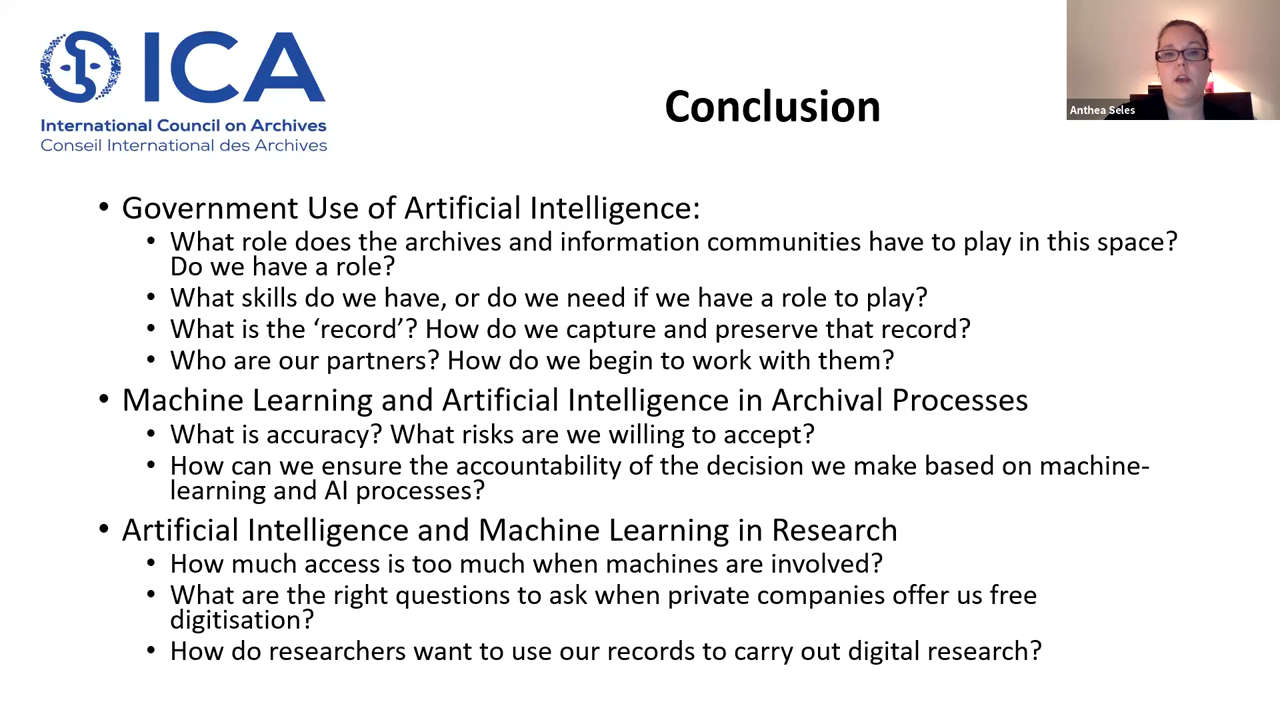 ICA
International Council on Archives
Conseil International des Archives
Conclusion
Anthea Seles
• Government Use of Artificial Intelligence:
• What role does the archives and information communities have to play in this space?
Do we have a role?
• What skills do we have, or do we need if we have a role to play?
• What is the ‘record’? How do we capture and preserve that record?
• Who are our partners? How do we begin to work with them?
• Machine Learning and Artificial Intelligence in Archival Processes
• What is accuracy? What risks are we willing to accept?
• How can we ensure the accountability of the decision we make based on machine-
learning and AI processes?
• Artificial Intelligence and Machine Learning in Research
• How much access is too much when machines are involved?
• What are the right questions to ask when private companies offer us free
digitisation?
• How do researchers want to use our records to carry out digital research?